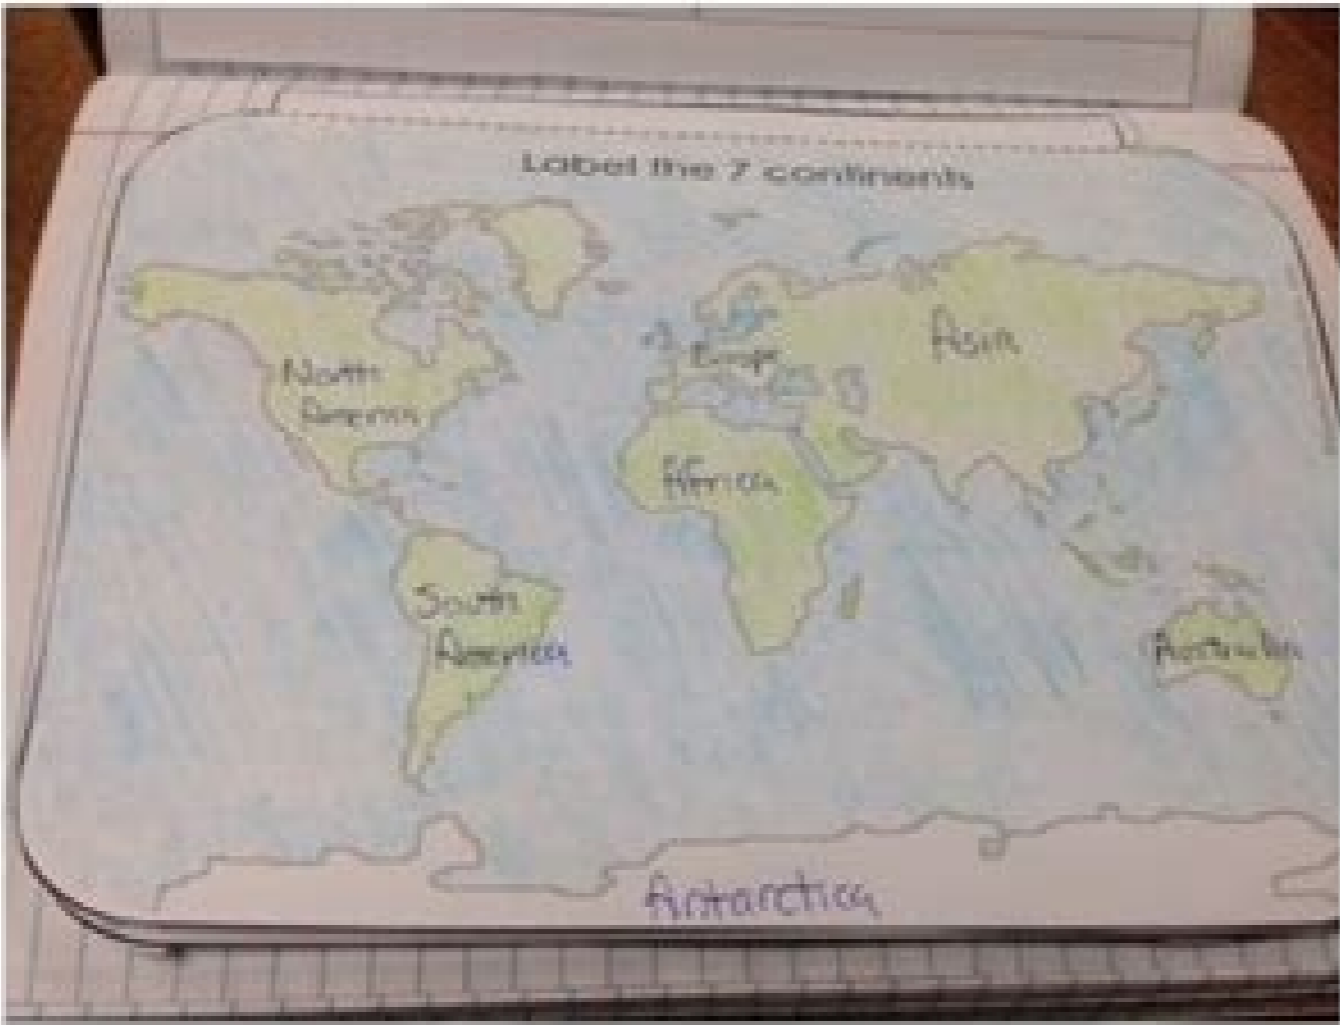 Label the 7 continents
North
America
Europe
Asia
Africa
South
America
Australia
Antarctica